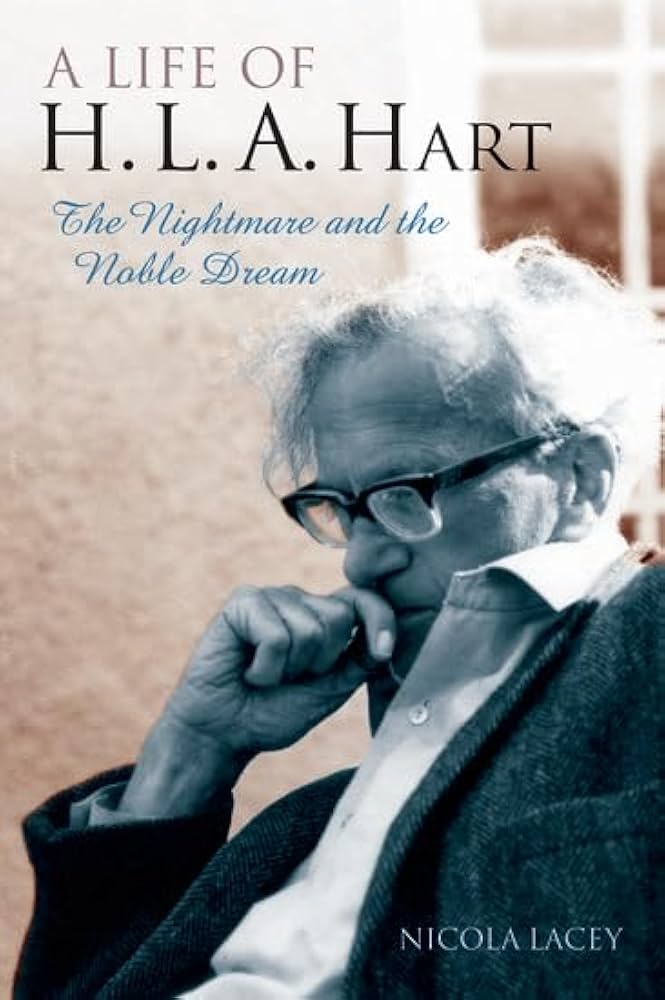 A LIFE OF
H. L. A. HART
The Nightmare and the
Noble Dream
NICOLA LACEY